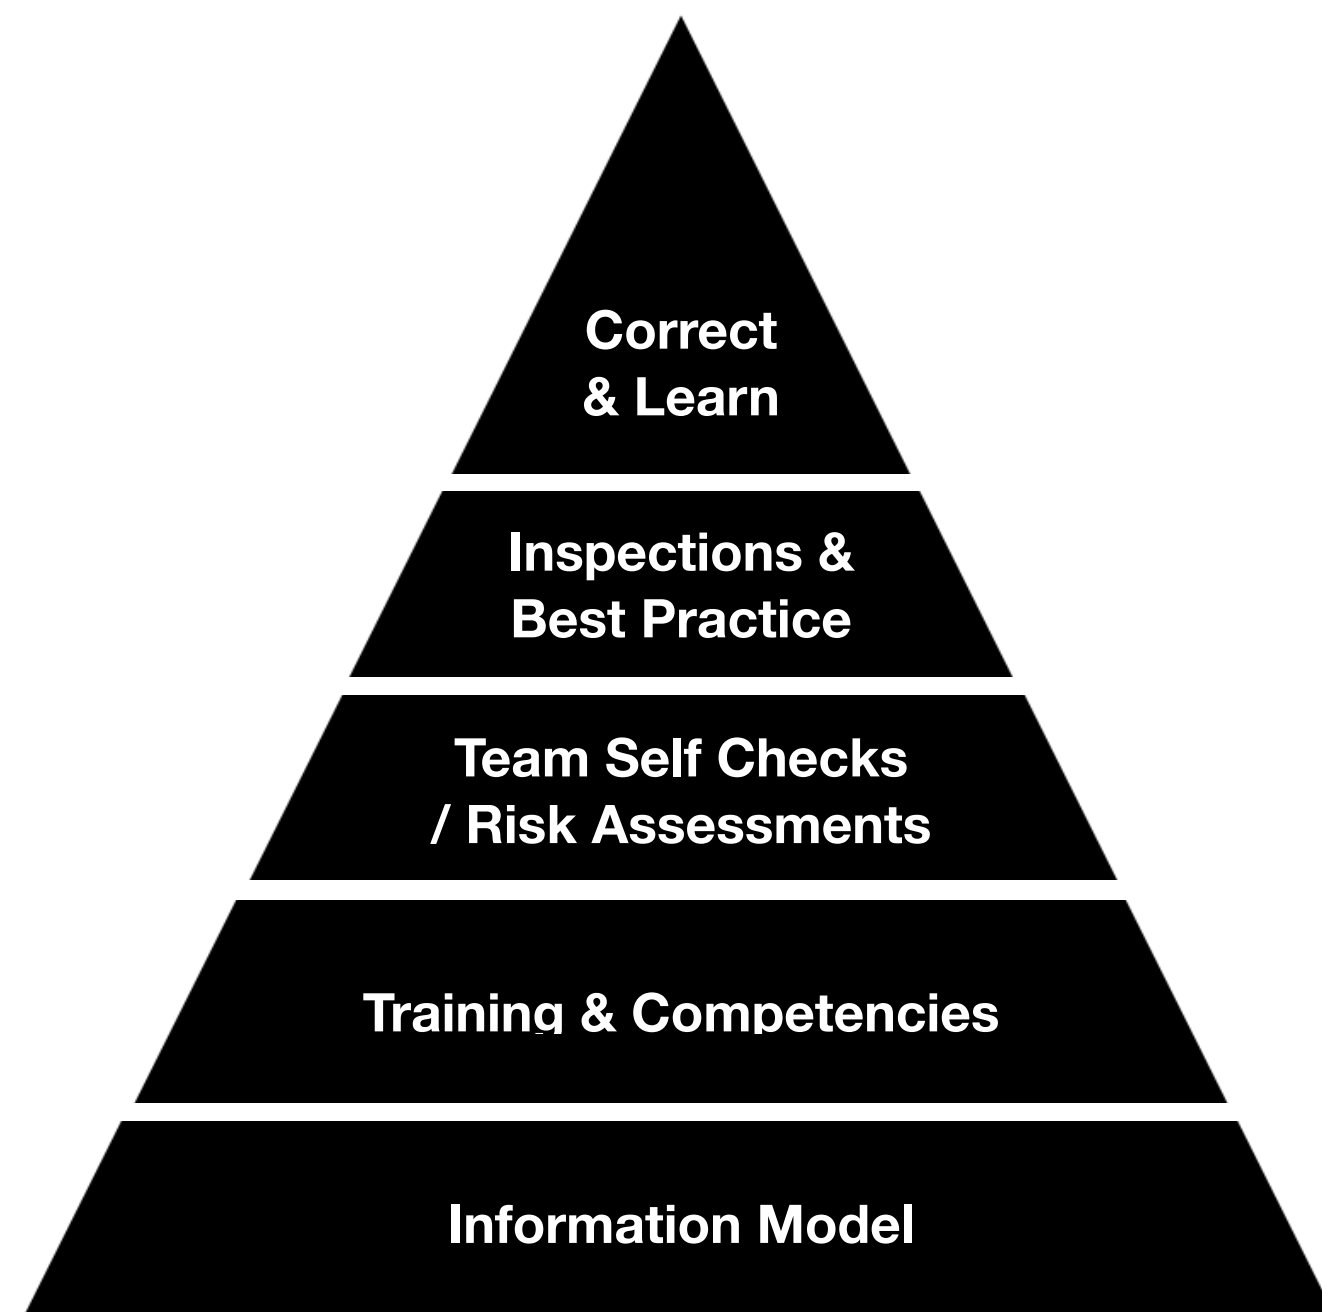 Correct
& Learn
Inspections &
Best Practice
Team Self Checks
/ Risk Assessments
Training & Competencies
Information Model